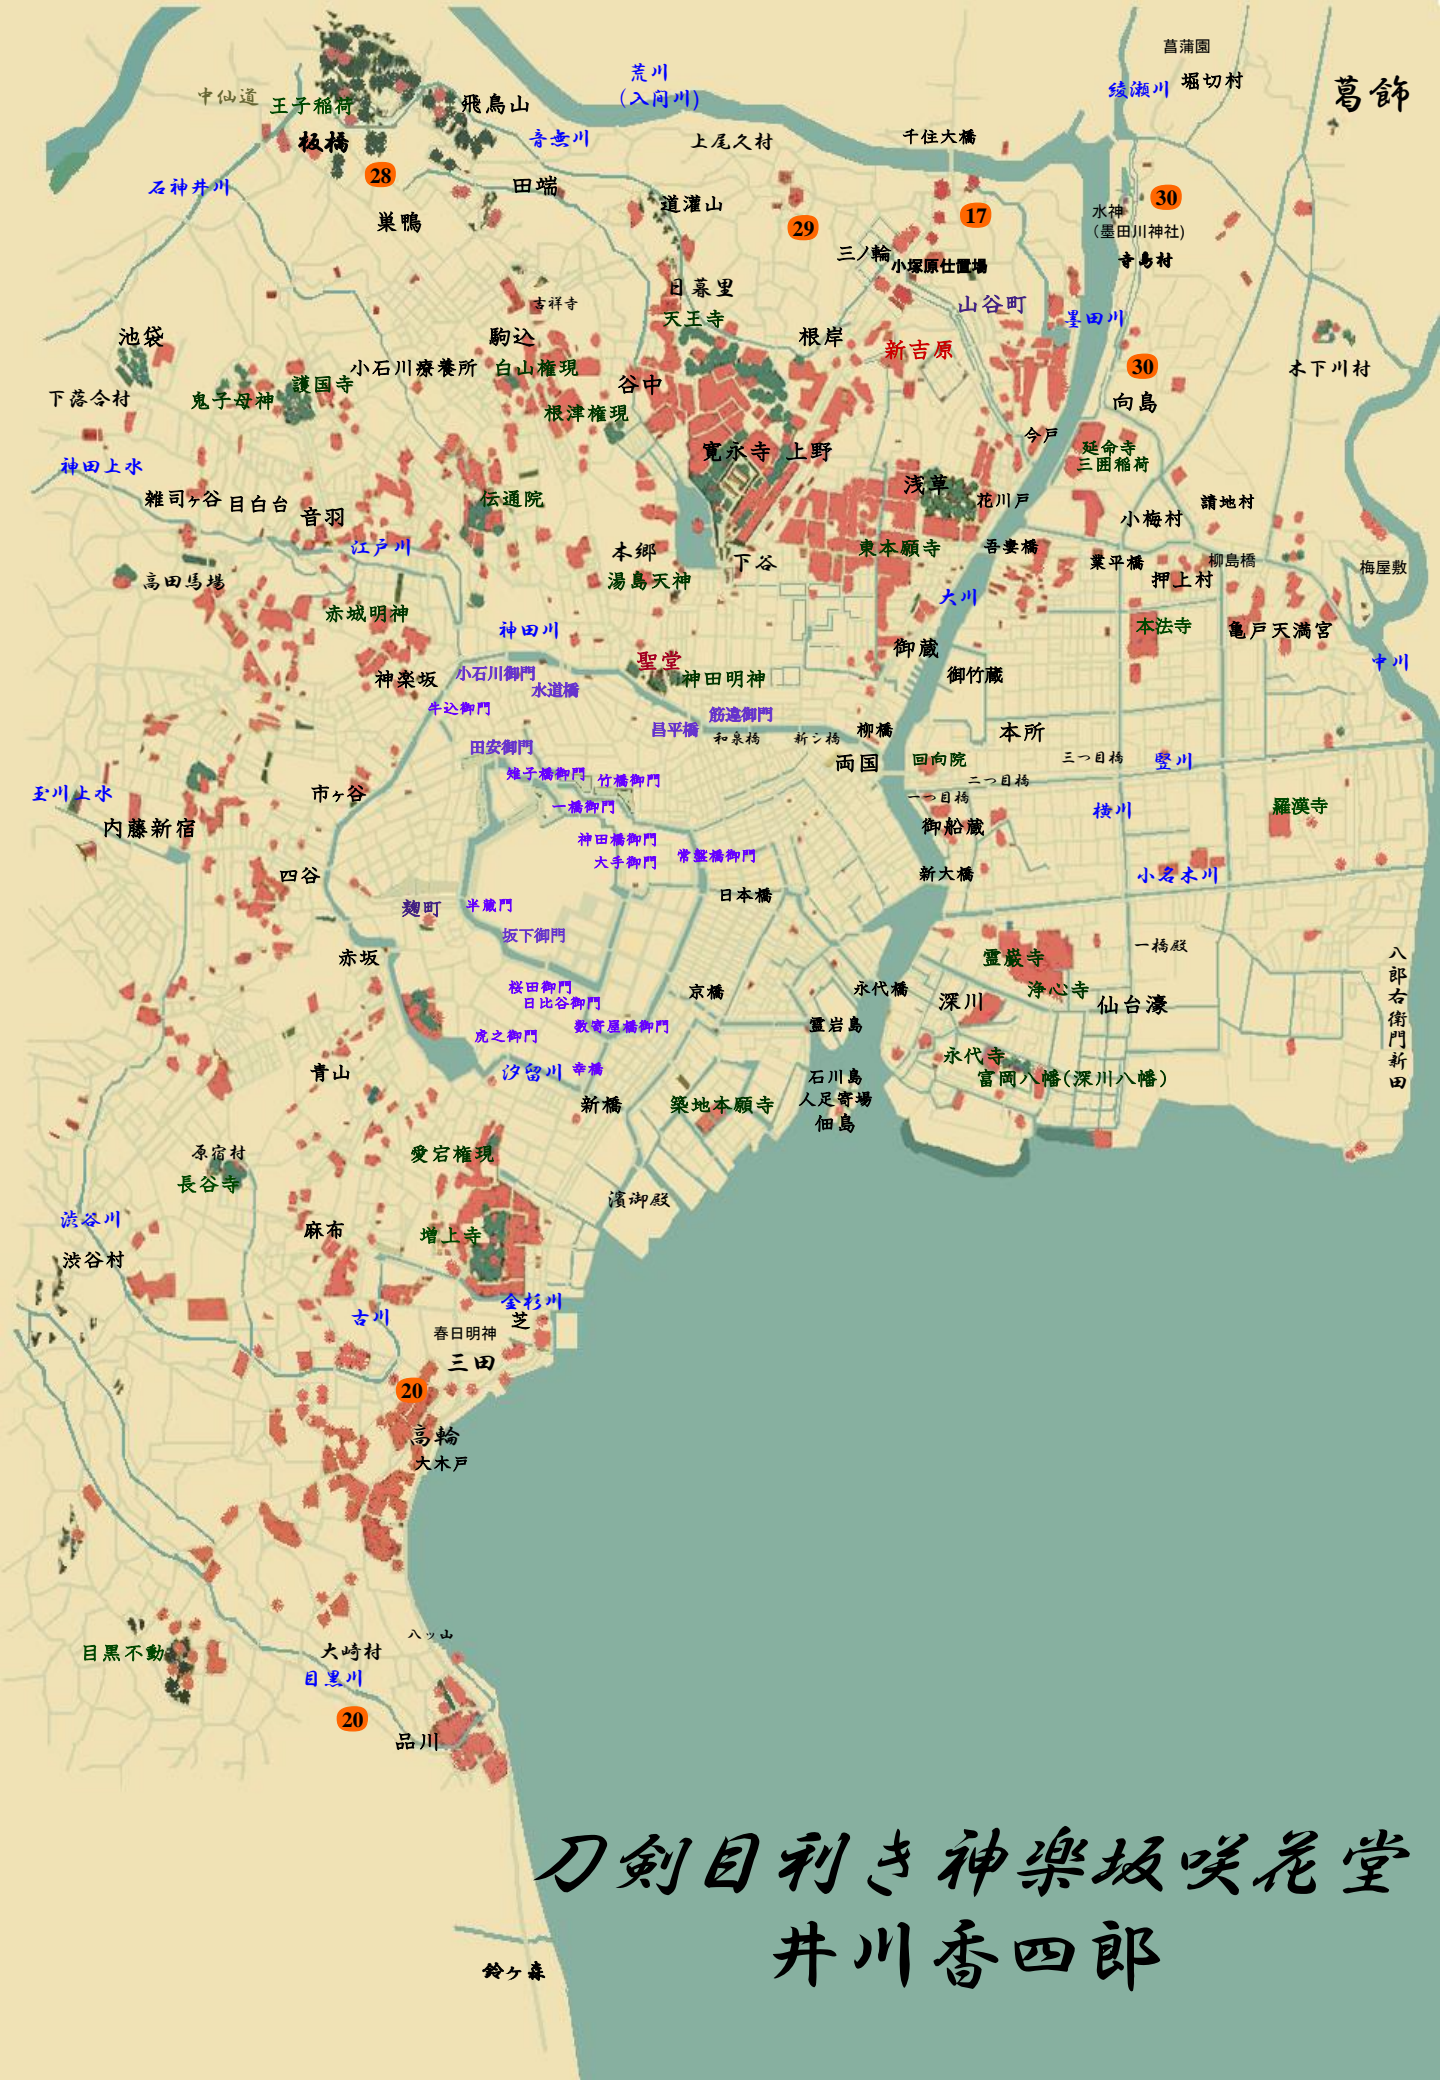 菖蒲園
荒川
(入间川)
綾瀬川
堀切村
葛飾
中仙道
王子稲荷
飛鳥山
板橋
音無川
上尾久村
千住大橋
28
石神井川
田端
道灌山
30
巣鴨
29
17
水神
(墨田川神社)
三ノ輪
小塚原仕置場
寺島村
日暮里
吉祥寺
山谷町
天王寺
墨田川
池袋
駒込
根岸
新吉原
小石川療養所
白山権現
30
木下川村
護国寺
谷中
下落合村
鬼子母神
根津権現
向島
今戸
延命寺
三囲稲荷
寛永寺
上野
神田上水
浅草
雑司ヶ谷
目白台
伝通院
花川戸
請地村
音羽
小梅村
江戸川
本郷
下谷
東本願寺
吾妻橋
業平橋
柳島橋
梅屋敷
高田馬場
湯島天神
押上村
大川
赤城明神
神田川
本法寺
亀戸天満宮
御蔵
聖堂
中川
神楽坂
小石川御門
神田明神
御竹蔵
水道橋
牛込御門
筋違御門
昌平橋
和泉橋
新シ橋
柳橋
本所
田安御門
両国
回向院
三つ目橋
竪川
雉子橋御門
竹橋御門
二つ目橋
玉川上水
市ヶ谷
一橋御門
一つ目橋
横川
羅漢寺
内藤新宿
御船蔵
神田橋御門
大手御門
常盤橋御門
四谷
新大橋
小名木川
日本橋
麹町
半蔵門
坂下御門
一橋殿
赤坂
霊巌寺
八郎右衛門新田
桜田御門
京橋
永代橋
浄心寺
日比谷御門
深川
仙台濠
数寄屋橋御門
霊岩島
虎之御門
永代寺
青山
汐留川
幸橋
石川島
富岡八幡(深川八幡)
人足寄場
新橋
築地本願寺
佃島
原宿村
愛宕権現
長谷寺
濱御殿
渋谷川
麻布
増上寺
渋谷村
金杉川
古川
芝
春日明神
三田
20
高輪
大木戸
八ッ山
目黒不動
大崎村
目黒川
20
品川
刀剣目利き神楽坂咲花堂
井川香四郎
鈴ヶ森